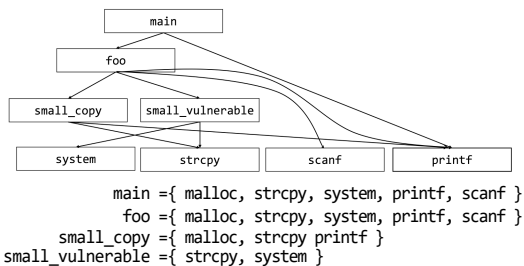 main
foo
small_copy small_vulnerable
system strcpy scanf printf
main ={ malloc, strcpy, system, printf, scanf }
foo ={ malloc, strcpy, system, printf, scanf }
small_copy ={ malloc, strcpy printf }
small_vulnerable ={ strcpy, system }